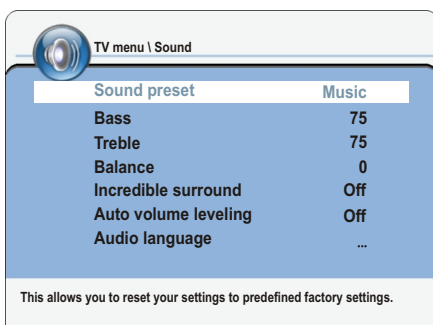 TV menu \ Sound
Sound preset Music
Bass 75
Treble 75
Balance 0
Incredible surround Off
Auto volume leveling Off
Audio language ...
This allows you to reset your settings to predefined factory settings.